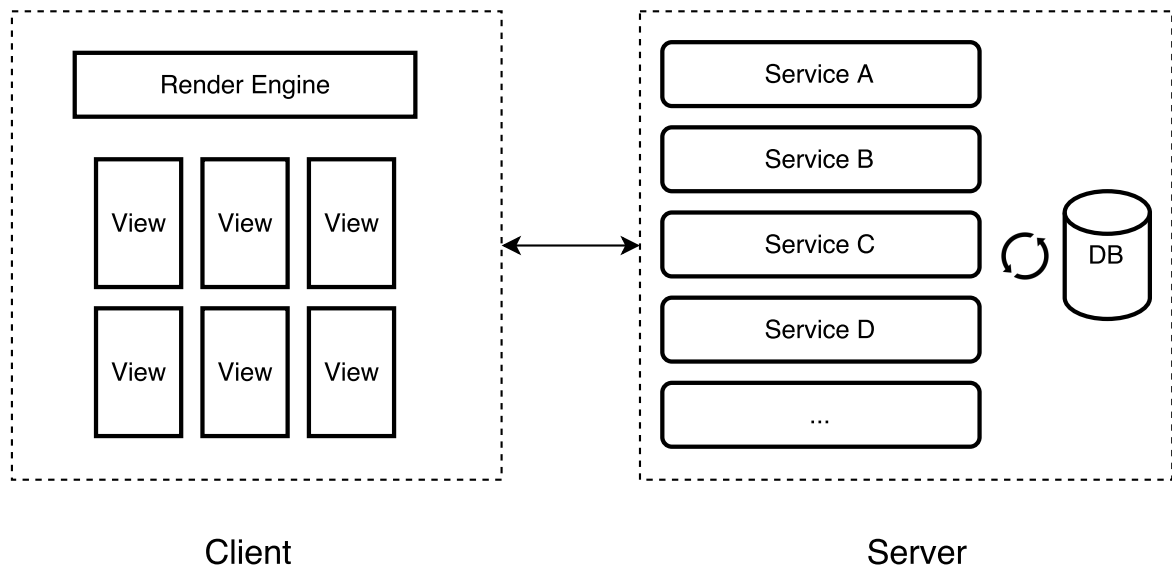 Render Engine
View View View
View View View
Client
Service A
Service B
Service C
Service D
...
DB
Server